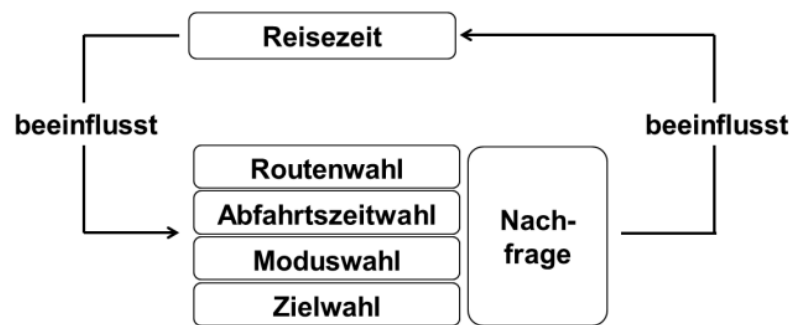 Reisezeit
beeinflusst
beeinflusst
Routenwahl
Abfahrtszeitwahl
Moduswahl
Zielwahl
Nach-
frage